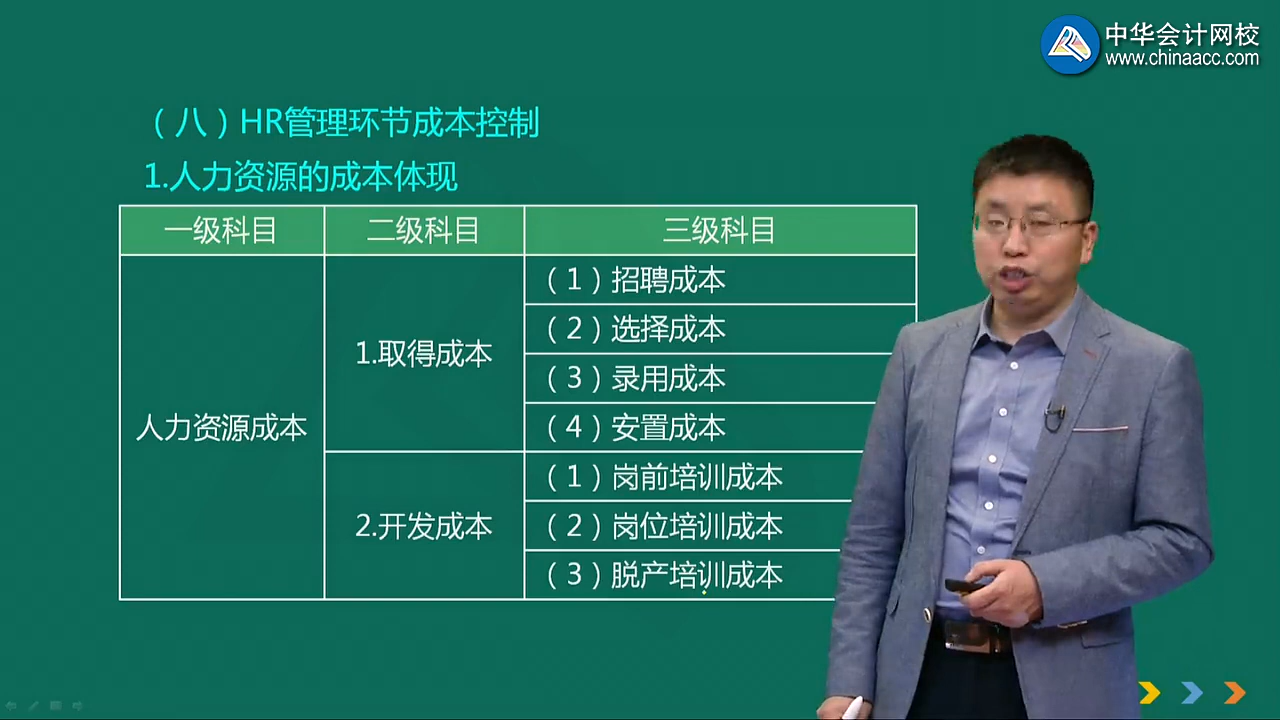 中华会计网校
www.chinaacc.com
（八）HR管理环节成本控制
1.人力资源的成本体现
一级科目 二级科目 三级科目
人力资源成本
1.取得成本
（1）招聘成本
（2）选择成本
（3）录用成本
（4）安置成本
2.开发成本
（1）岗前培训成本
（2）岗位培训成本
（3）脱产培训成本